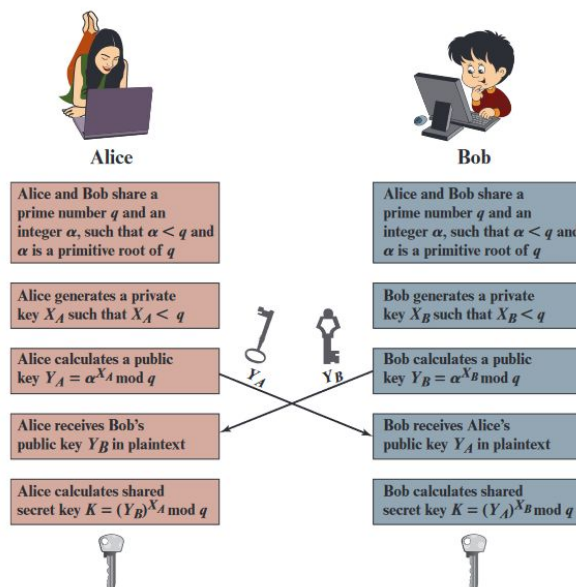 Alice
Bob
Alice and Bob share a
prime number q and an
integer α, such that α < q and
α is a primitive root of q
Alice and Bob share a
prime number q and an
integer α, such that α < q and
α is a primitive root of q
Alice generates a private
key X_A such that X_A < q
Bob generates a private
key X_B such that X_B < q
Alice calculates a public
key Y_A = α^X_A mod q
Y_A
Y_B
Bob calculates a public
key Y_B = α^X_B mod q
Alice receives Bob's
public key Y_B in plaintext
Bob receives Alice's
public key Y_A in plaintext
Alice calculates shared
secret key K = (Y_B)^X_A mod q
Bob calculates shared
secret key K = (Y_A)^X_B mod q